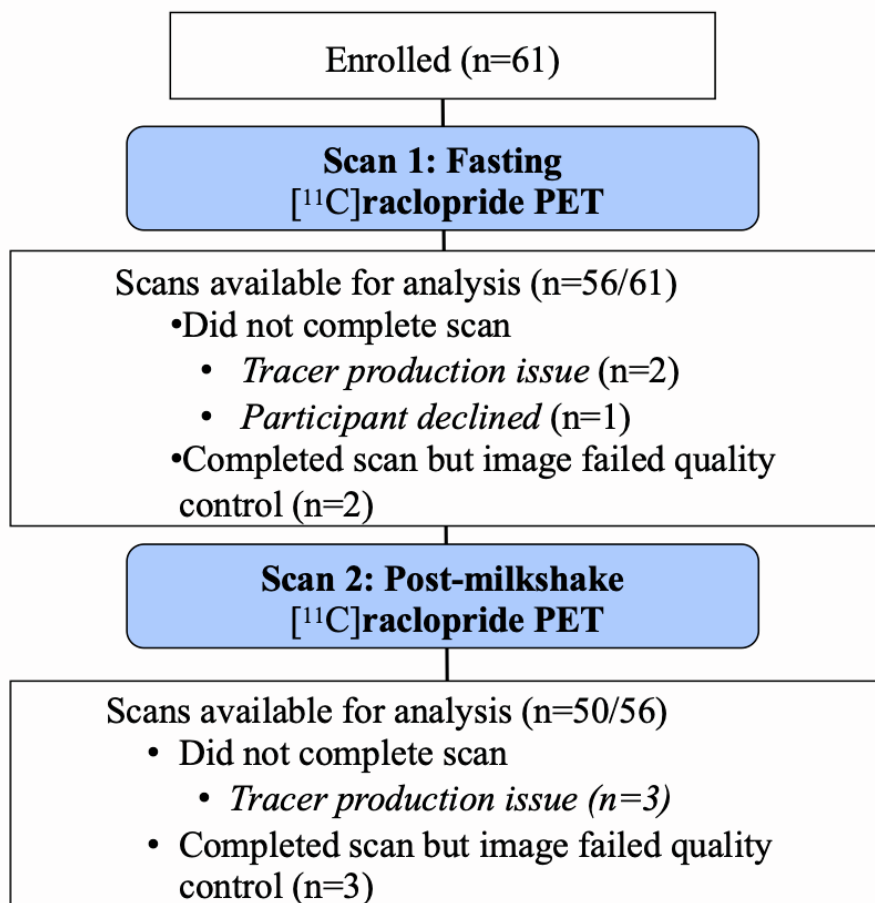 Enrolled (n=61)
Scan 1: Fasting
[¹¹C]raclopride PET
Scans available for analysis (n=56/61)
•Did not complete scan
• Tracer production issue (n=2)
• Participant declined (n=1)
•Completed scan but image failed quality
control (n=2)
Scan 2: Post-milkshake
[¹¹C]raclopride PET
Scans available for analysis (n=50/56)
• Did not complete scan
• Tracer production issue (n=3)
• Completed scan but image failed quality
control (n=3)